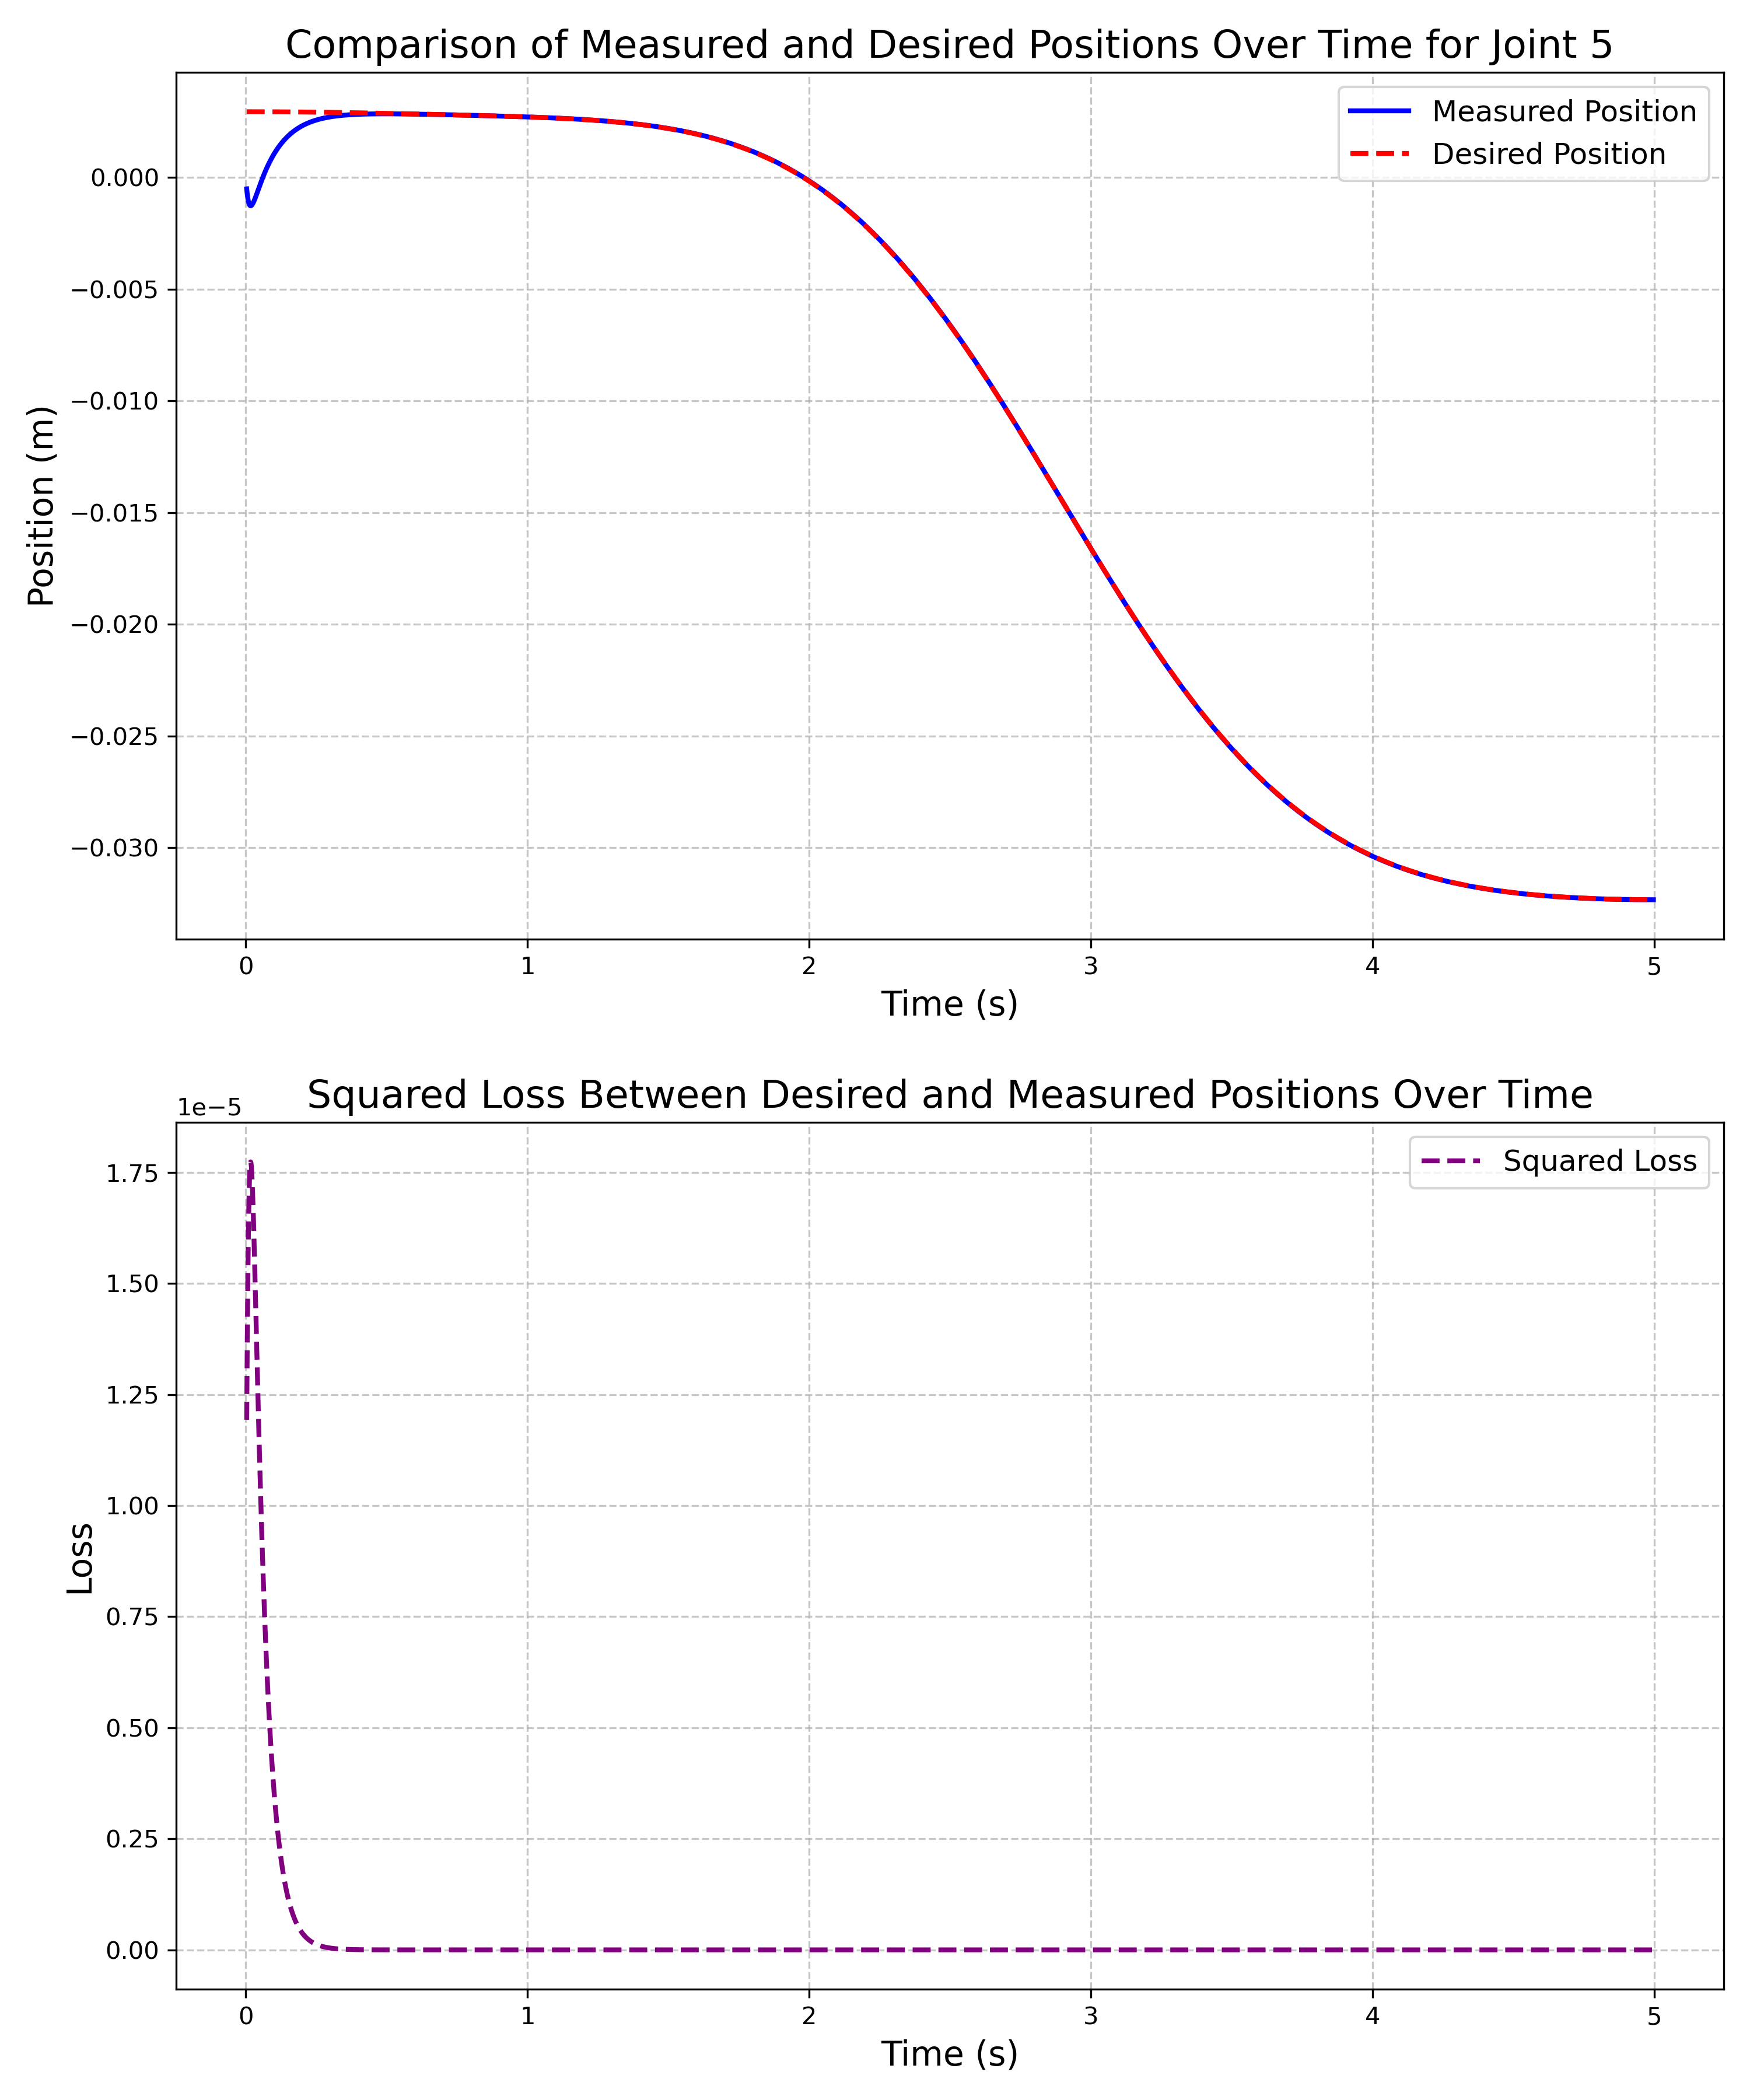 Comparison of Measured and Desired Positions Over Time for Joint 5
Measured Position
Desired Position
0.000
−0.005
−0.010
−0.015
−0.020
−0.025
−0.030
Position (m)
0 1 2 3 4 5
Time (s)
Squared Loss Between Desired and Measured Positions Over Time
1e−5
Squared Loss
1.75
1.50
1.25
1.00
0.75
0.50
0.25
0.00
Loss
0 1 2 3 4 5
Time (s)